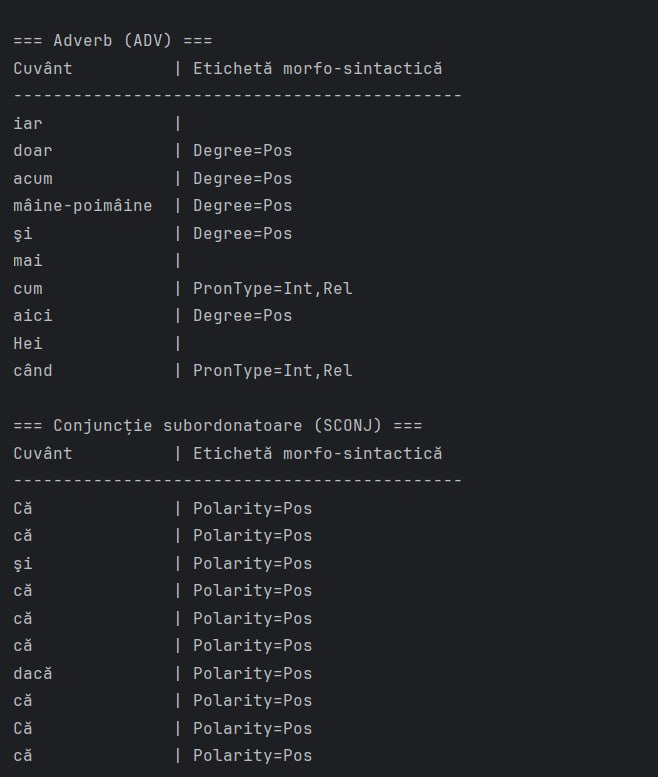 === Adverb (ADV) ===
Cuvânt | Etichetă morfo-sintactică
---------------------------------------------
iar |
doar | Degree=Pos
acum | Degree=Pos
mâine-poimâine | Degree=Pos
şi | Degree=Pos
mai |
cum | PronType=Int,Rel
aici | Degree=Pos
Hei |
când | PronType=Int,Rel
=== Conjuncție subordonatoare (SCONJ) ===
Cuvânt | Etichetă morfo-sintactică
---------------------------------------------
Că | Polarity=Pos
că | Polarity=Pos
şi | Polarity=Pos
că | Polarity=Pos
că | Polarity=Pos
că | Polarity=Pos
dacă | Polarity=Pos
că | Polarity=Pos
Că | Polarity=Pos
că | Polarity=Pos